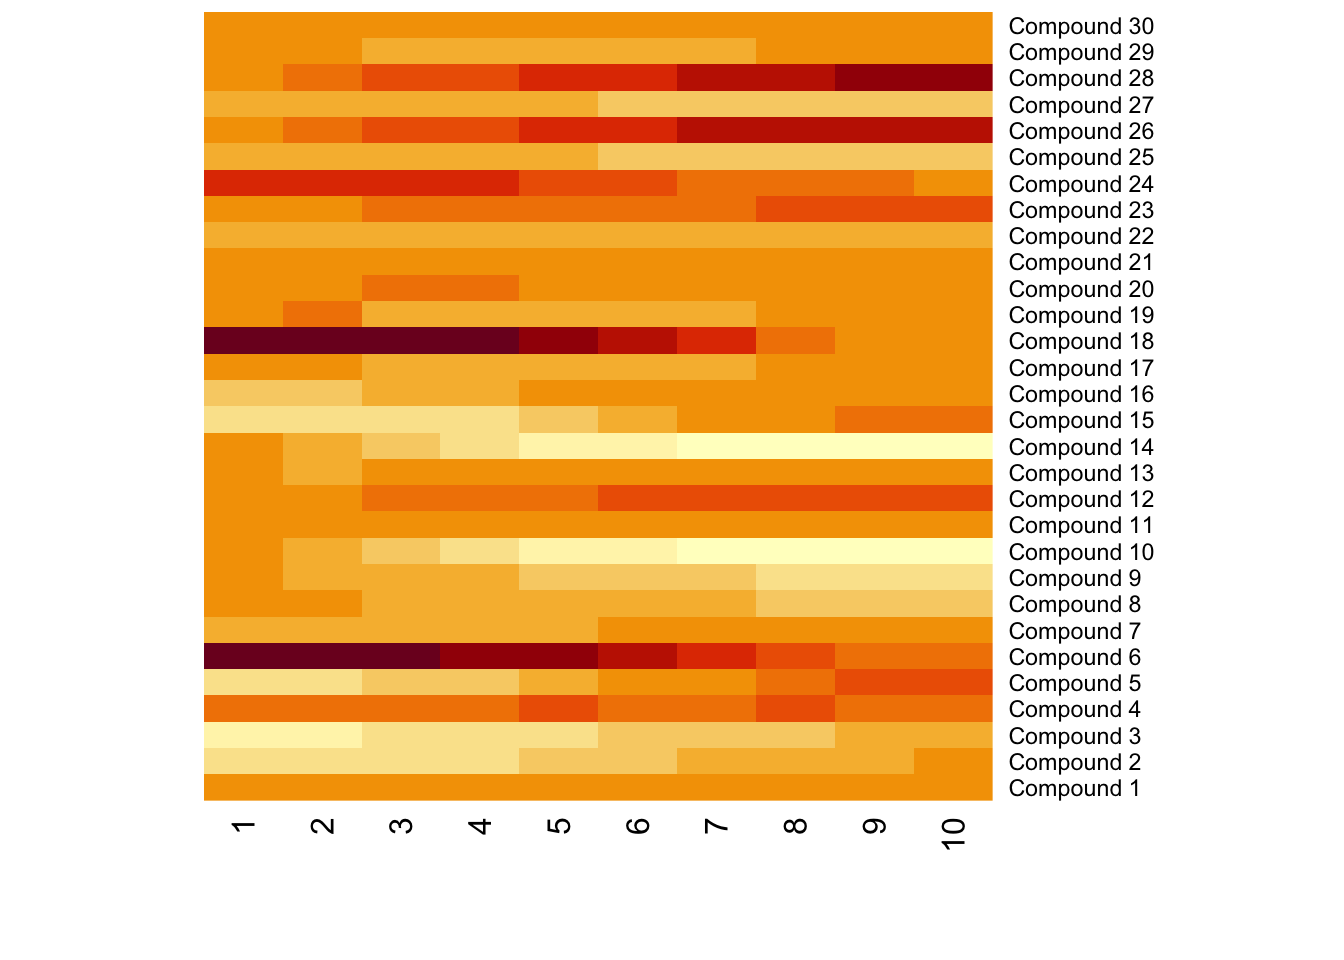 Compound 30
Compound 29
Compound 28
Compound 27
Compound 26
Compound 25
Compound 24
Compound 23
Compound 22
Compound 21
Compound 20
Compound 19
Compound 18
Compound 17
Compound 16
Compound 15
Compound 14
Compound 13
Compound 12
Compound 11
Compound 10
Compound 9
Compound 8
Compound 7
Compound 6
Compound 5
Compound 4
Compound 3
Compound 2
Compound 1
1
2
3
4
5
6
7
8
9
10